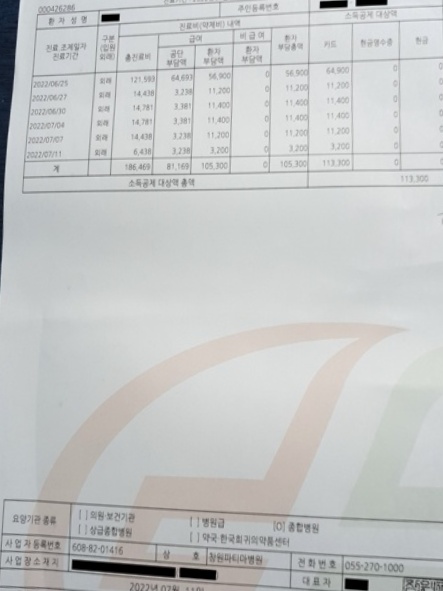 000426286
주민등록번호
소득공제 대상액
환 자 성 명
진료비(약제비) 내역
진료.조제일자 진료기간 구분 (입원 외래) 총진료비 급여 비 급 여 환자 부담총액 카드 현금영수증 현금
공단 부담액 환자 부담액 환자 부담액
2022/06/25 외래 121,593 64,693 56,900 0 56,900 64,900 0 0
2022/06/27 외래 14,438 3,238 11,200 0 11,200 11,200 0 0
2022/06/30 외래 14,781 3,381 11,400 0 11,400 11,400 0 0
2022/07/04 외래 14,781 3,381 11,400 0 11,400 11,400 0 0
2022/07/07 외래 14,438 3,238 11,200 0 11,200 11,200 0 0
2022/07/11 외래 6,438 3,238 3,200 0 3,200 3,200 0 0
계 186,469 81,169 105,300 0 105,300 113,300 0 0
소득공제 대상액 총액 113,300
요양기관 종류 [ ] 의원·보건기관 [ ] 병원급 [O] 종합병원
[ ] 상급종합병원 [ ] 약국·한국희귀의약품센터
사업자등록번호 608-82-01416 상 호 창원파티마병원 전 화 번 호 055-270-1000
사 업 장 소 재 지 대 표 자
2022년 07월 11일